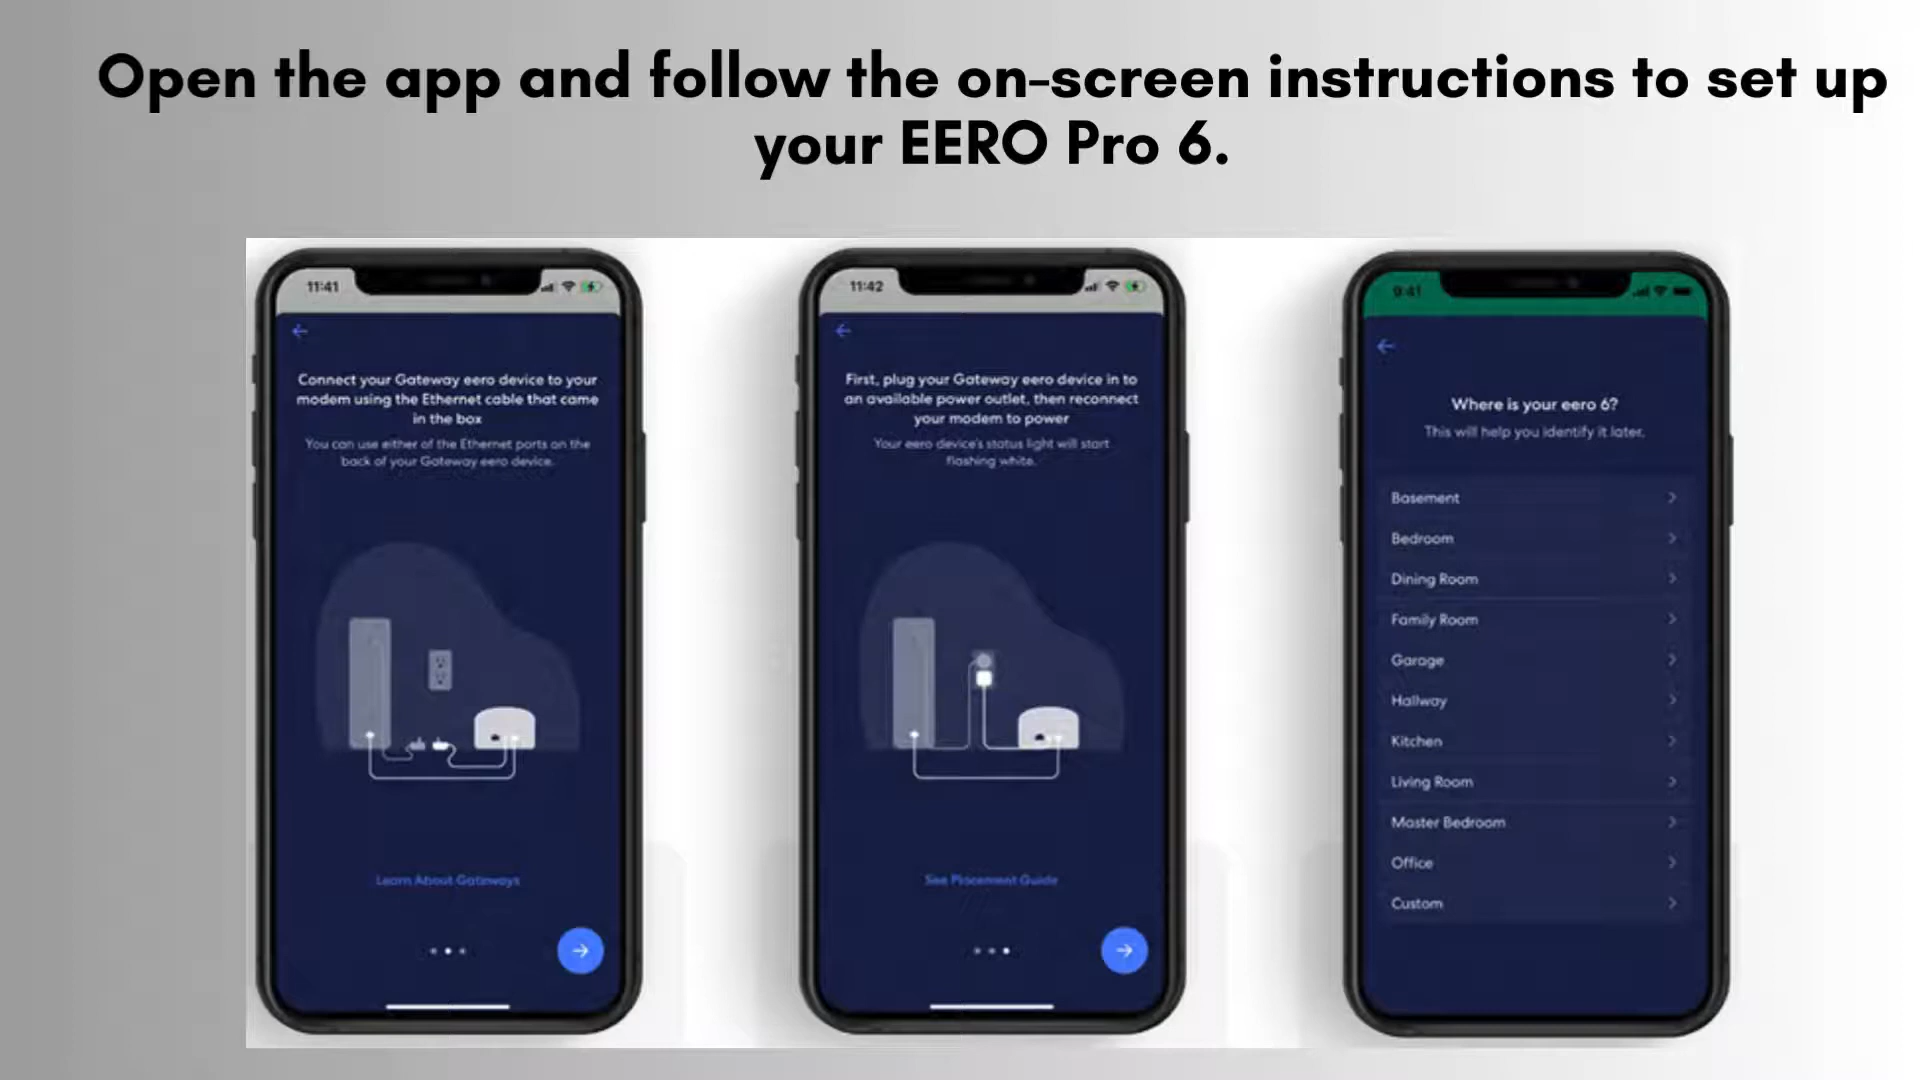 Open the app and follow the on-screen instructions to set up
your EERO Pro 6.
11:41
Connect your Gateway eero device to your
modem using the Ethernet cable that came
in the box
You can use either of the Ethernet ports on the
back of your Gateway eero device.
Learn About Gateways
11:42
First, plug your Gateway eero device in to
an available power outlet, then reconnect
your modem to power
Your eero device's status light will start
flashing white.
See Placement Guide
9:41
Where is your eero 6?
This will help you identify it later.
Basement
Bedroom
Dining Room
Family Room
Garage
Hallway
Kitchen
Living Room
Master Bedroom
Office
Custom